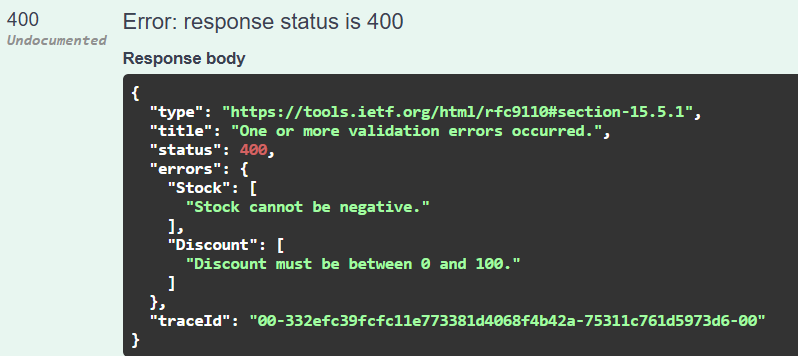 400
Undocumented
Error: response status is 400
Response body
{
  "type": "https://tools.ietf.org/html/rfc9110#section-15.5.1",
  "title": "One or more validation errors occurred.",
  "status": 400,
  "errors": {
    "Stock": [
      "Stock cannot be negative."
    ],
    "Discount": [
      "Discount must be between 0 and 100."
    ]
  },
  "traceId": "00-332efc39fcfc11e773381d4068f4b42a-75311c761d5973d6-00"
}